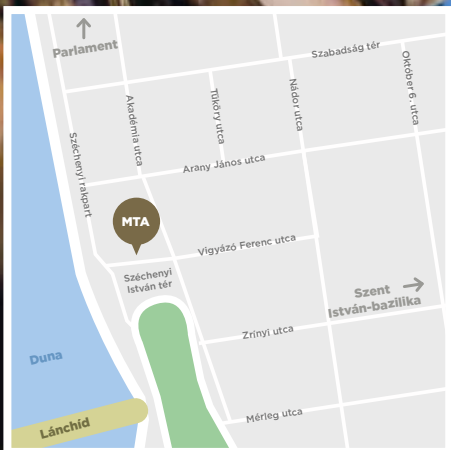 Parlament
Szabadság tér
Október 6. utca
Nádor utca
Tüköry utca
Akadémia utca
Széchenyi rakpart
Arany János utca
MTA
Vigyázó Ferenc utca
Széchenyi
István tér
Szent
István-bazilika
Zrínyi utca
Duna
Mérleg utca
Lánchíd